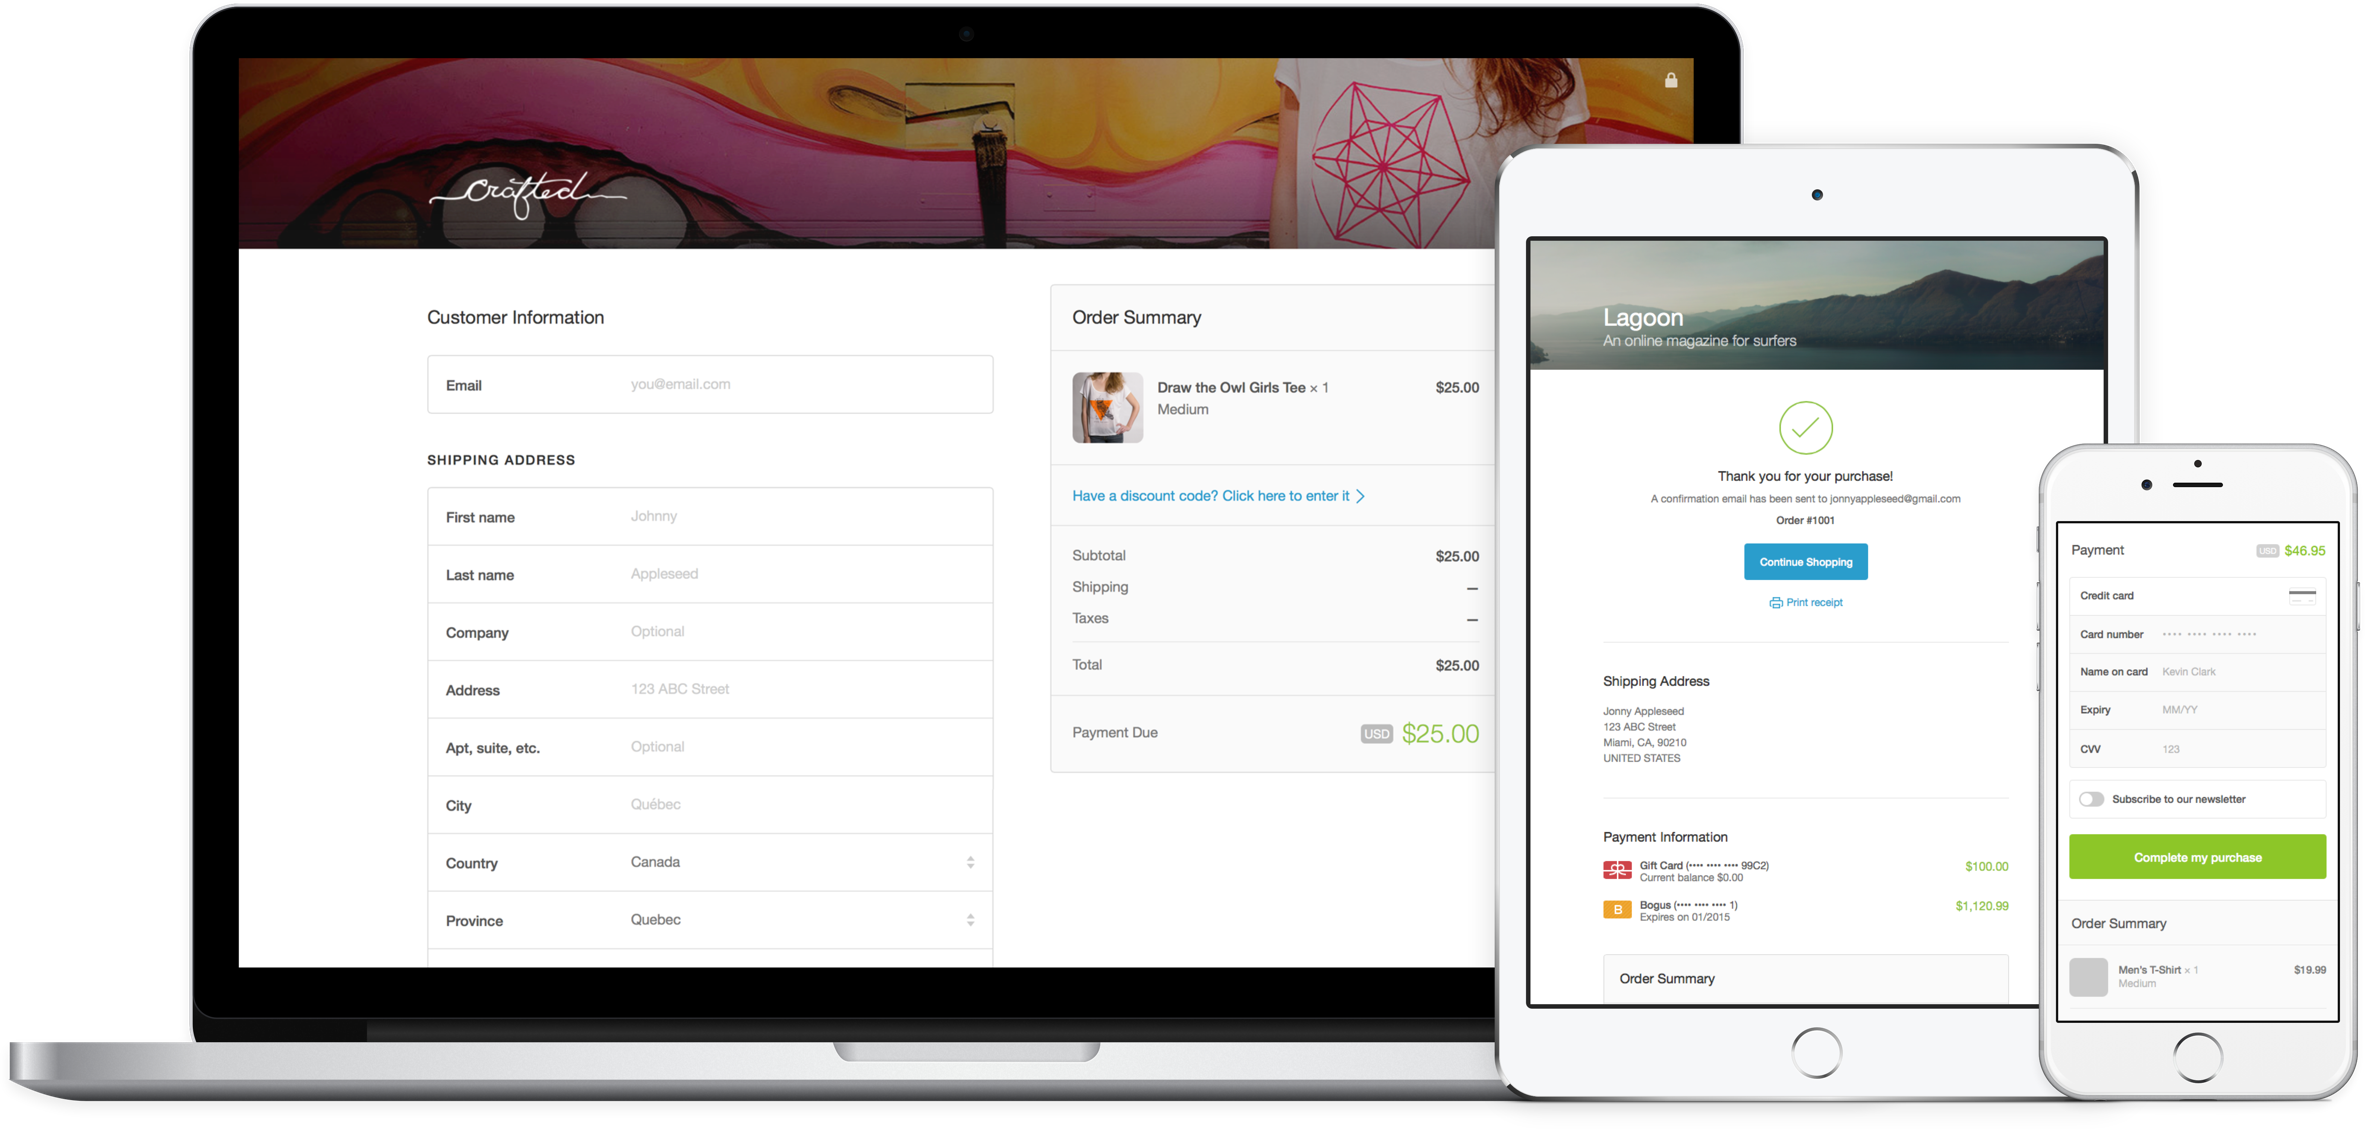 crafted
Customer Information
Email you@email.com
SHIPPING ADDRESS
First name Johnny
Last name Appleseed
Company Optional
Address 123 ABC Street
Apt, suite, etc. Optional
City Québec
Country Canada
Province Quebec
Order Summary
Draw the Owl Girls Tee × 1 $25.00
Medium
Have a discount code? Click here to enter it >
Subtotal $25.00
Shipping —
Taxes —
Total $25.00
Payment Due USD $25.00
Lagoon
An online magazine for surfers
Thank you for your purchase!
A confirmation email has been sent to jonnyappleseed@gmail.com
Order #1001
Continue Shopping
Print receipt
Shipping Address
Jonny Appleseed
123 ABC Street
Miami, CA, 90210
UNITED STATES
Payment Information
Gift Card (•••• •••• •••• 99C2) $100.00
Current balance $0.00
B Bogus (•••• •••• •••• 1) $1,120.99
Expires on 01/2015
Order Summary
Payment USD $46.95
Credit card
Card number •••• •••• •••• ••••
Name on card Kevin Clark
Expiry MM/YY
CVV 123
Subscribe to our newsletter
Complete my purchase
Order Summary
Men's T-Shirt × 1 $19.99
Medium